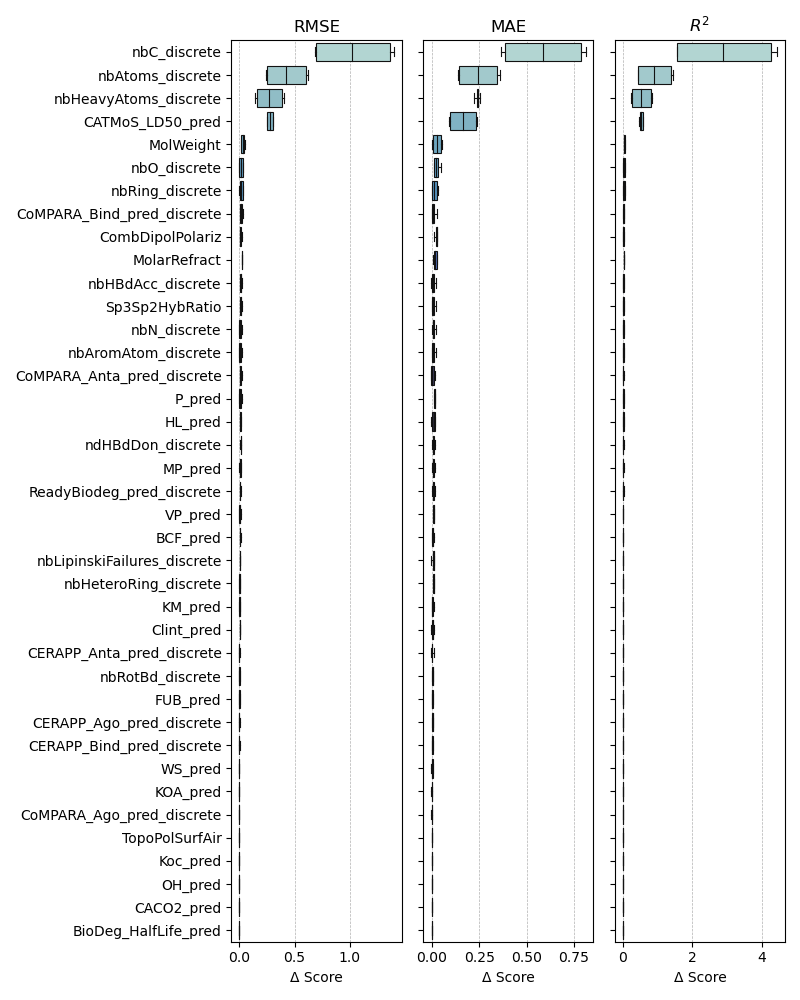 RMSE MAE R²
nbC_discrete
nbAtoms_discrete
nbHeavyAtoms_discrete
CATMoS_LD50_pred
MolWeight
nbO_discrete
nbRing_discrete
CoMPARA_Bind_pred_discrete
CombDipolPolariz
MolarRefract
nbHBdAcc_discrete
Sp3Sp2HybRatio
nbN_discrete
nbAromAtom_discrete
CoMPARA_Anta_pred_discrete
P_pred
HL_pred
ndHBdDon_discrete
MP_pred
ReadyBiodeg_pred_discrete
VP_pred
BCF_pred
nbLipinskiFailures_discrete
nbHeteroRing_discrete
KM_pred
Clint_pred
CERAPP_Anta_pred_discrete
nbRotBd_discrete
FUB_pred
CERAPP_Ago_pred_discrete
CERAPP_Bind_pred_discrete
WS_pred
KOA_pred
CoMPARA_Ago_pred_discrete
TopoPolSurfAir
Koc_pred
OH_pred
CACO2_pred
BioDeg_HalfLife_pred
0.0 0.5 1.0 0.00 0.25 0.50 0.75 0 2 4
Δ Score Δ Score Δ Score